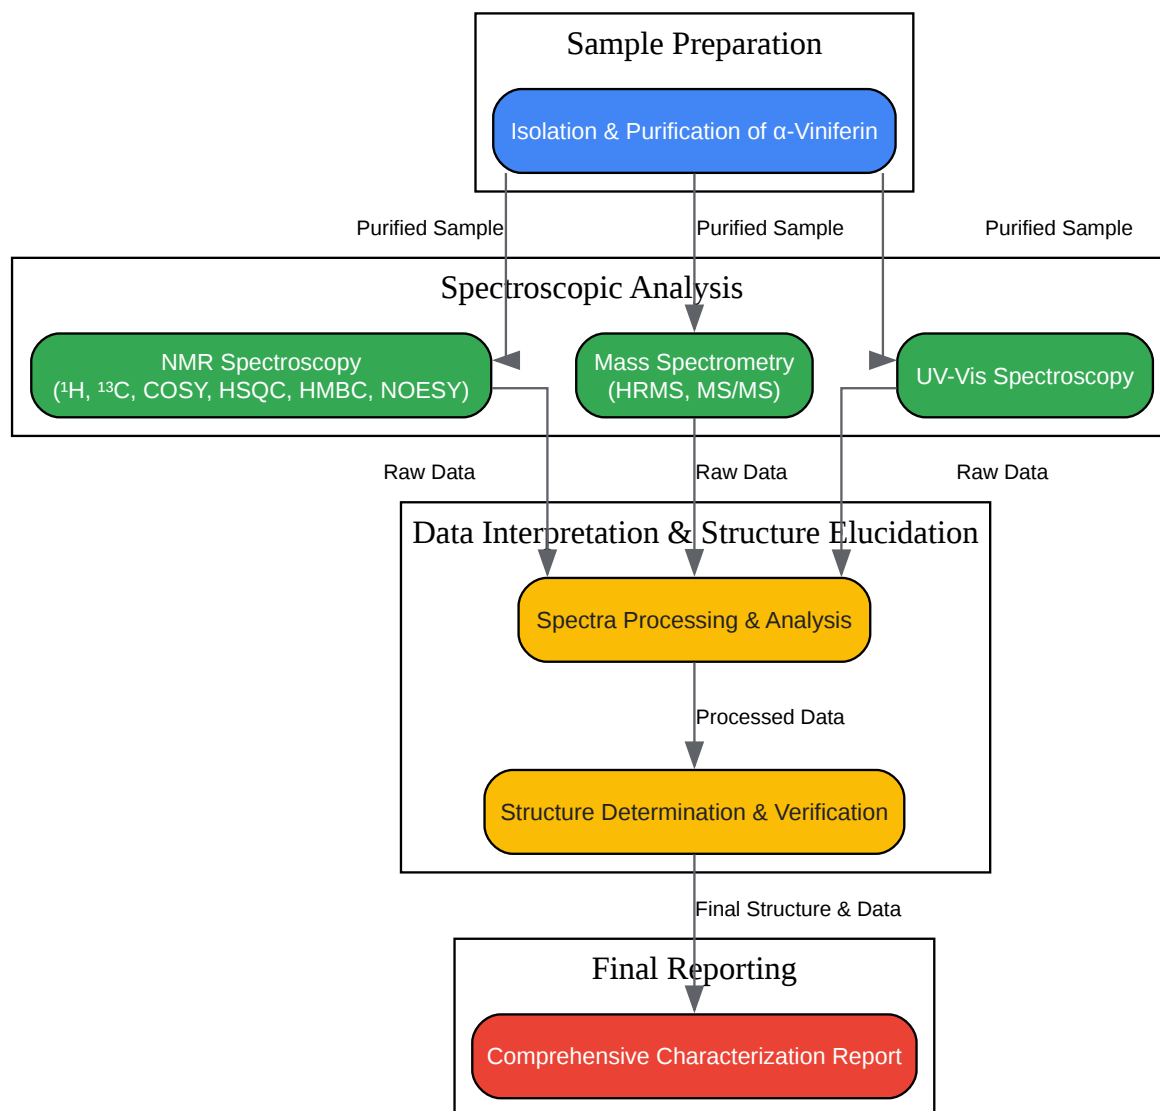 Sample Preparation
Isolation & Purification of α-Viniferin
Purified Sample
Purified Sample
Purified Sample
Spectroscopic Analysis
NMR Spectroscopy
(¹H, ¹³C, COSY, HSQC, HMBC, NOESY)
Mass Spectrometry
(HRMS, MS/MS)
UV-Vis Spectroscopy
Raw Data
Raw Data
Raw Data
Data Interpretation & Structure Elucidation
Spectra Processing & Analysis
Processed Data
Structure Determination & Verification
Final Structure & Data
Final Reporting
Comprehensive Characterization Report